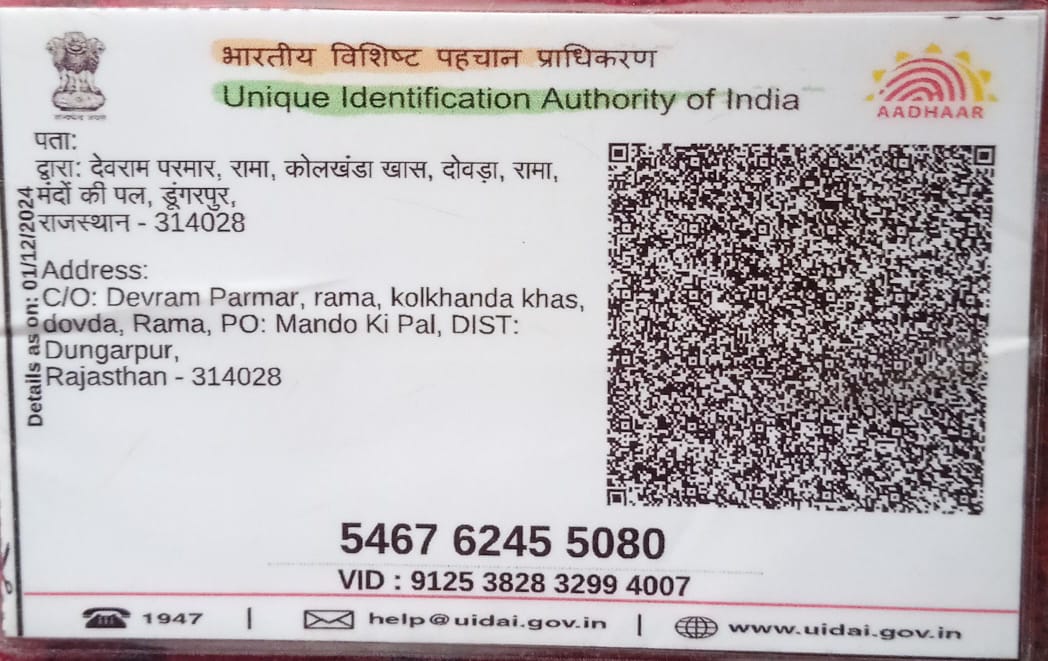 भारतीय विशिष्ट पहचान प्राधिकरण
Unique Identification Authority of India
AADHAAR
पता:
द्वारा: देवराम परमार, रामा, कोलखंडा खास, दोवड़ा, रामा,
मंदों की पल, डूंगरपुर,
राजस्थान - 314028
Address:
C/O: Devram Parmar, rama, kolkhanda khas,
dovda, Rama, PO: Mando Ki Pal, DIST:
Dungarpur,
Rajasthan - 314028
Details as on: 01/12/2024
5467 6245 5080
VID : 9125 3828 3299 4007
1947 | help@uidai.gov.in | www.uidai.gov.in